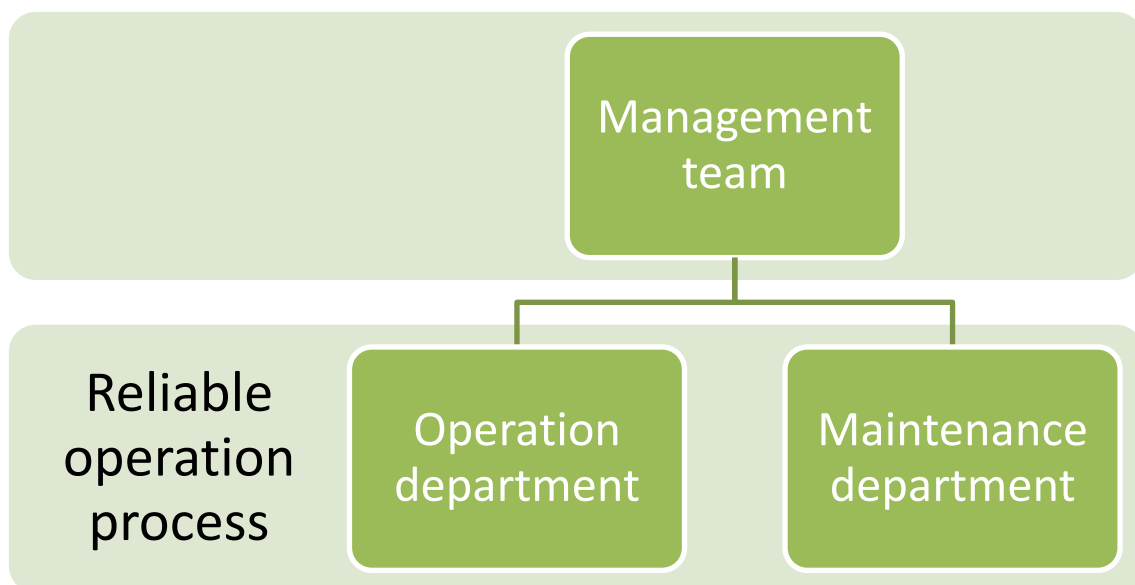 Management
team
Reliable
operation
process
Operation
department
Maintenance
department